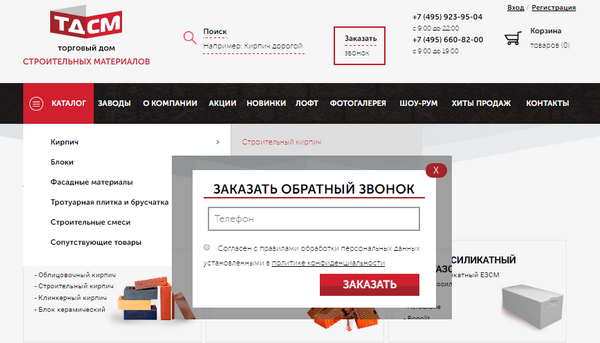 ТДСМ
ТОРГОВЫЙ ДОМ
СТРОИТЕЛЬНЫХ МАТЕРИАЛОВ
Поиск
Например: Кирпич дорогой
Заказать
звонок
+7 (495) 923-95-04
с 9:00 до 22:00
+7 (495) 660-82-00
с 9:00 до 19:00
Вход / Регистрация
Корзина
товаров (0)
КАТАЛОГ ЗАВОДЫ О КОМПАНИИ АКЦИИ НОВИНКИ ЛОФТ ФОТОГАЛЕРЕЯ ШОУ-РУМ ХИТЫ ПРОДАЖ КОНТАКТЫ
Кирпич
Строительный кирпич
Блоки
Фасадные материалы
Тротуарная плитка и брусчатка
Строительные смеси
Сопутствующие товары
X
ЗАКАЗАТЬ ОБРАТНЫЙ ЗВОНОК
Телефон
Согласен с правилами обработки персональных данных
установленными в политике конфиденциальности
ЗАКАЗАТЬ
- Облицовочный кирпич
- Строительный кирпич
- Клинкерный кирпич
- Блок керамический
СИЛИКАТНЫЙ
икатный ЕЗСМ